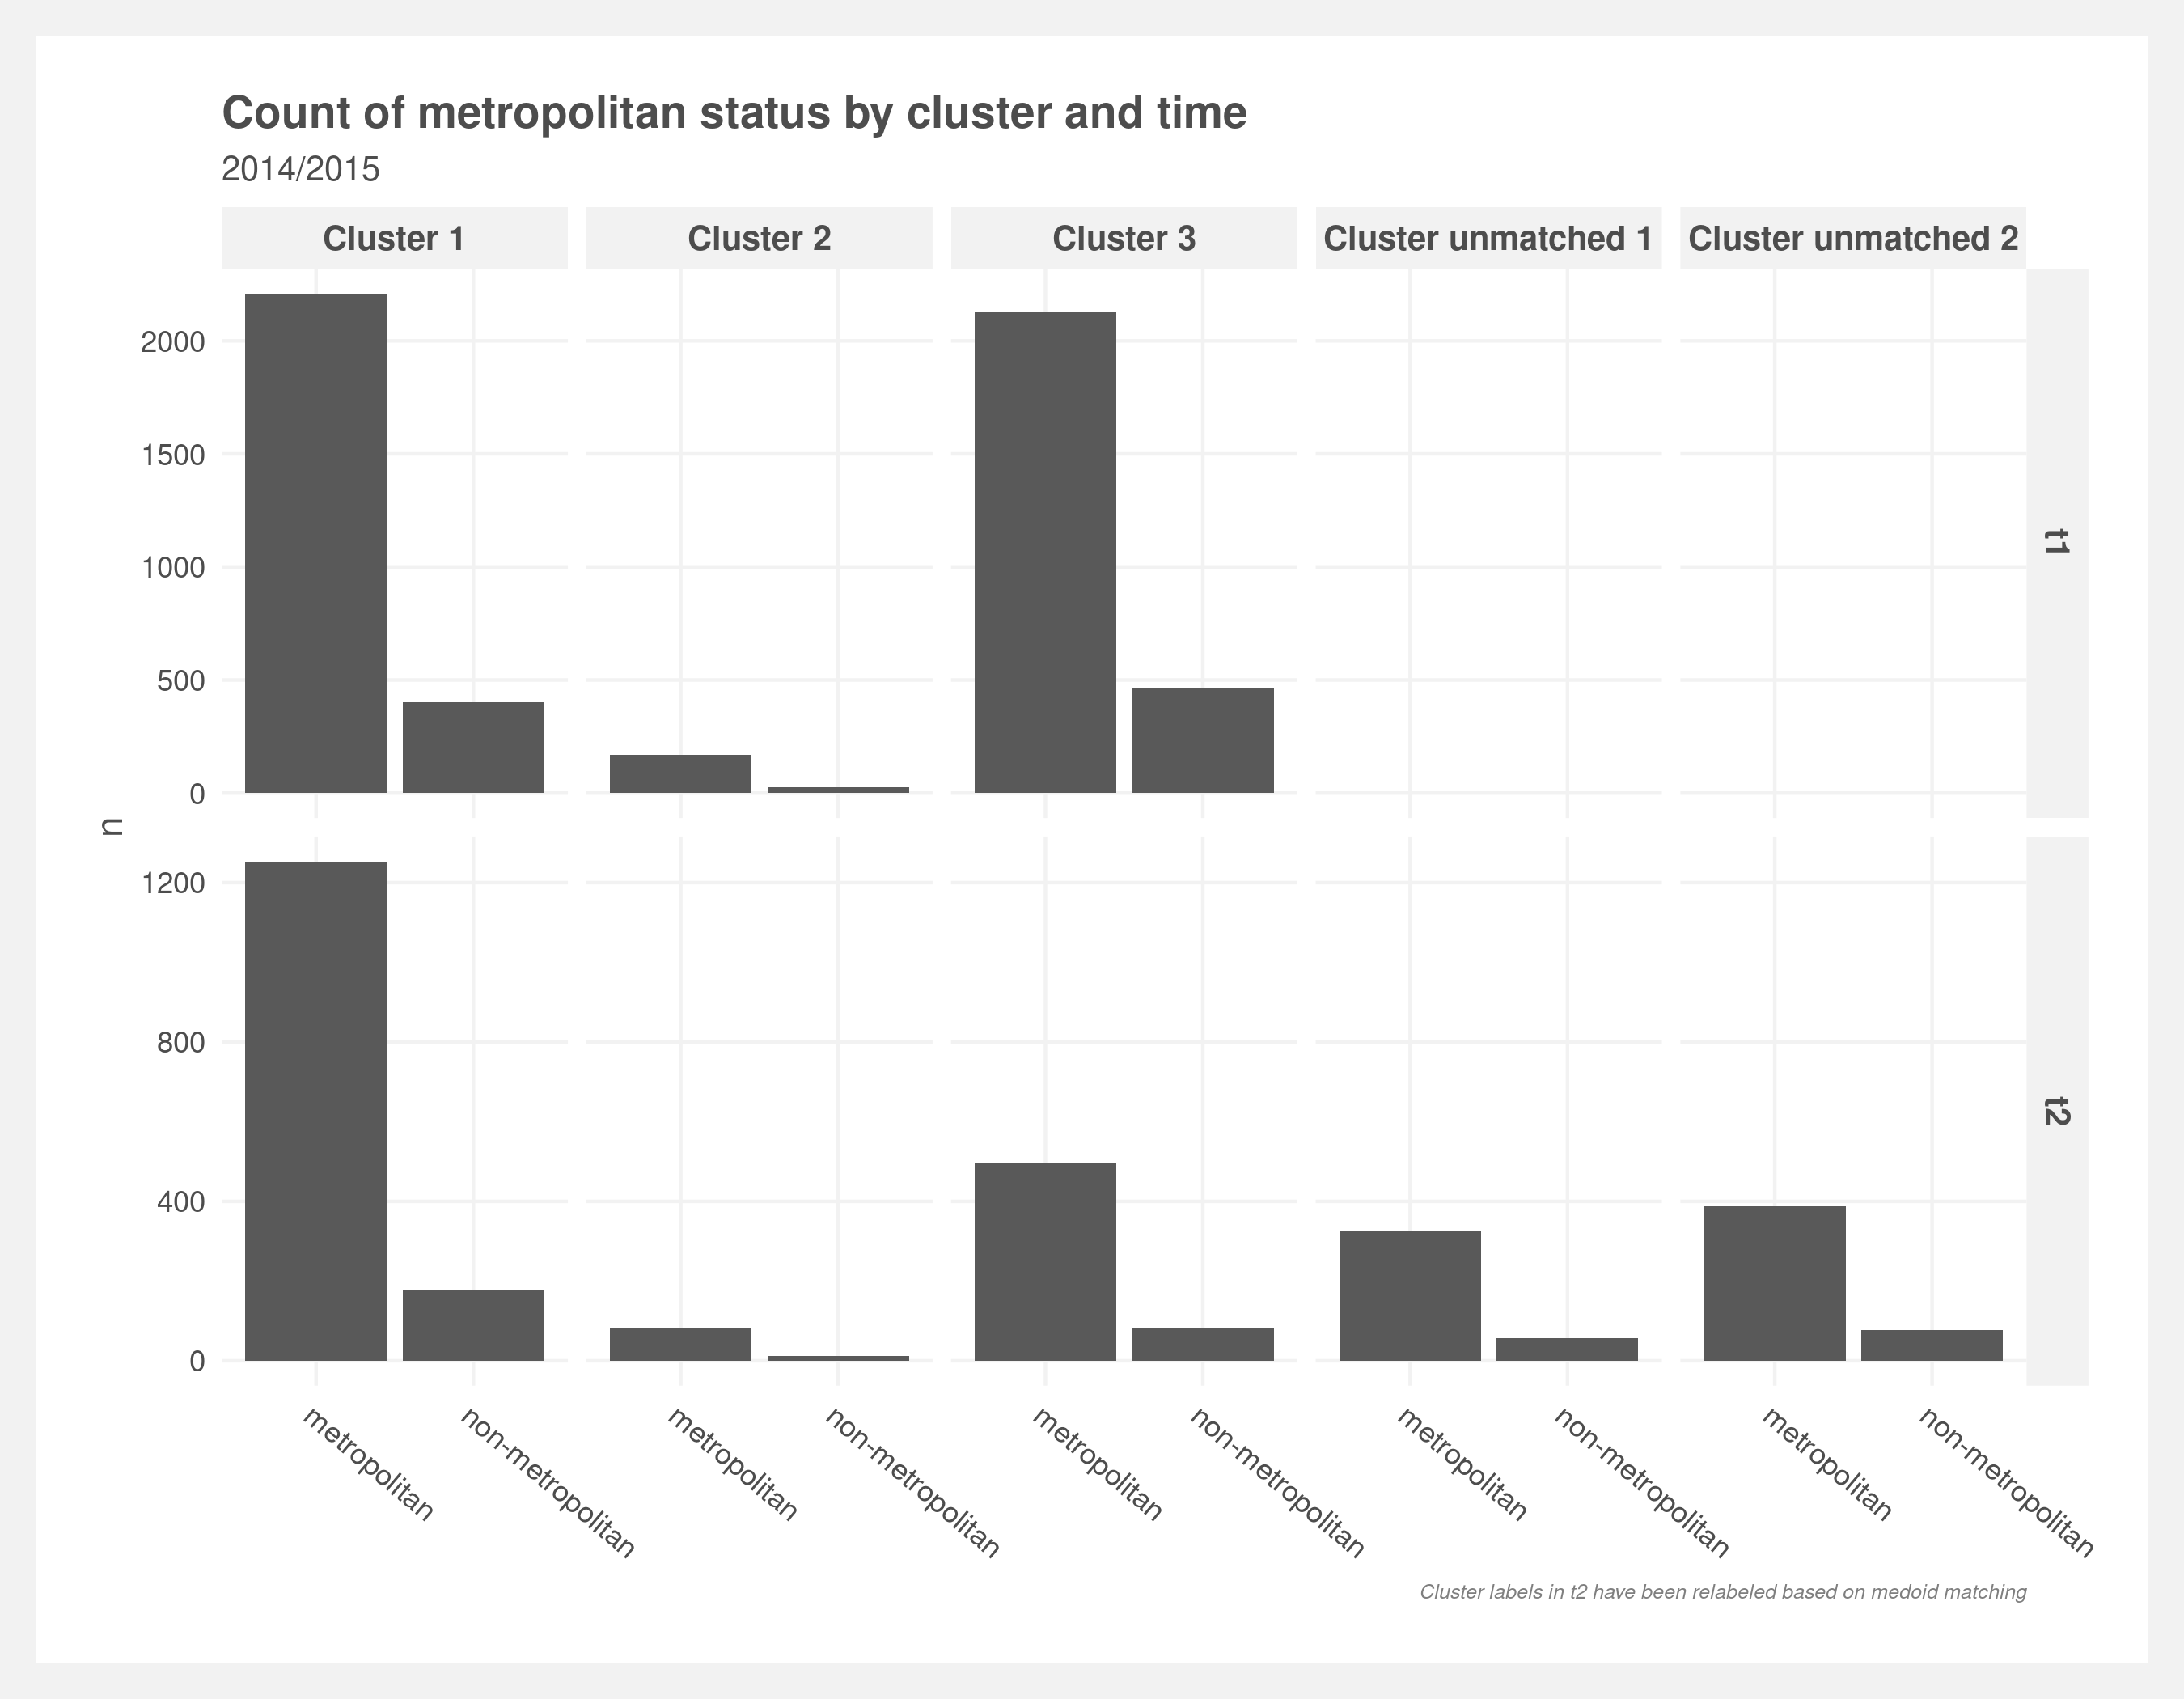 Count of metropolitan status by cluster and time
2014/2015
Cluster 1
Cluster 2
Cluster 3
Cluster unmatched 1
Cluster unmatched 2
2000
1500
1000
500
0
t1
n
1200
800
400
0
t2
metropolitan
non-metropolitan
metropolitan
non-metropolitan
metropolitan
non-metropolitan
metropolitan
non-metropolitan
metropolitan
non-metropolitan
Cluster labels in t2 have been relabeled based on medoid matching